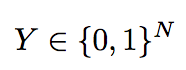 Y ∈ {0, 1}^N